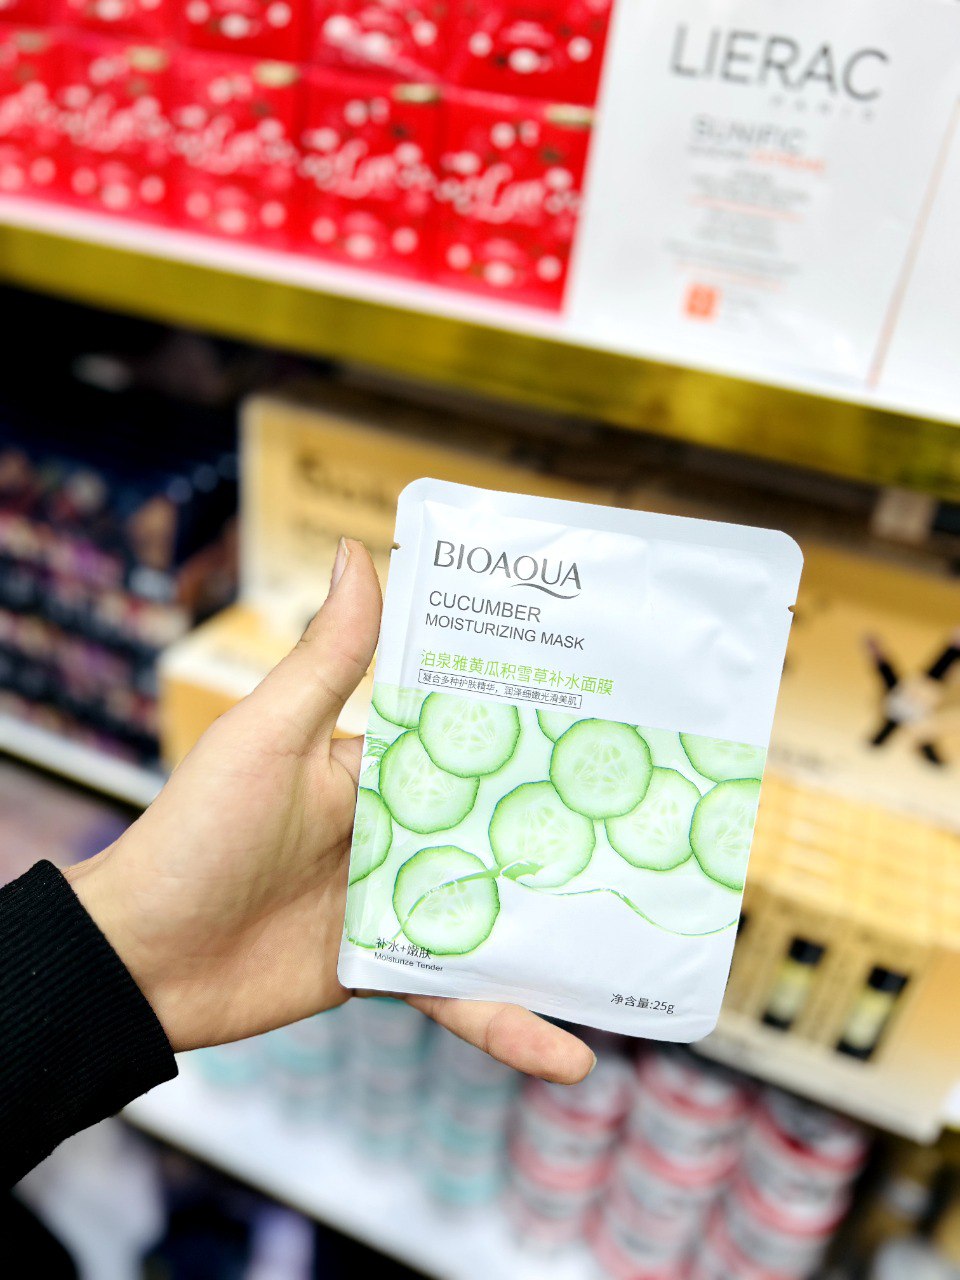 LIERAC
PARIS
SUNIFIC
BIOAQUA
CUCUMBER
MOISTURIZING MASK
泊泉雅黄瓜积雪草补水面膜
凝合多种护肤精华，润泽细嫩光滑美肌
补水+嫩肤
Moisturize Tender
净含量:25g